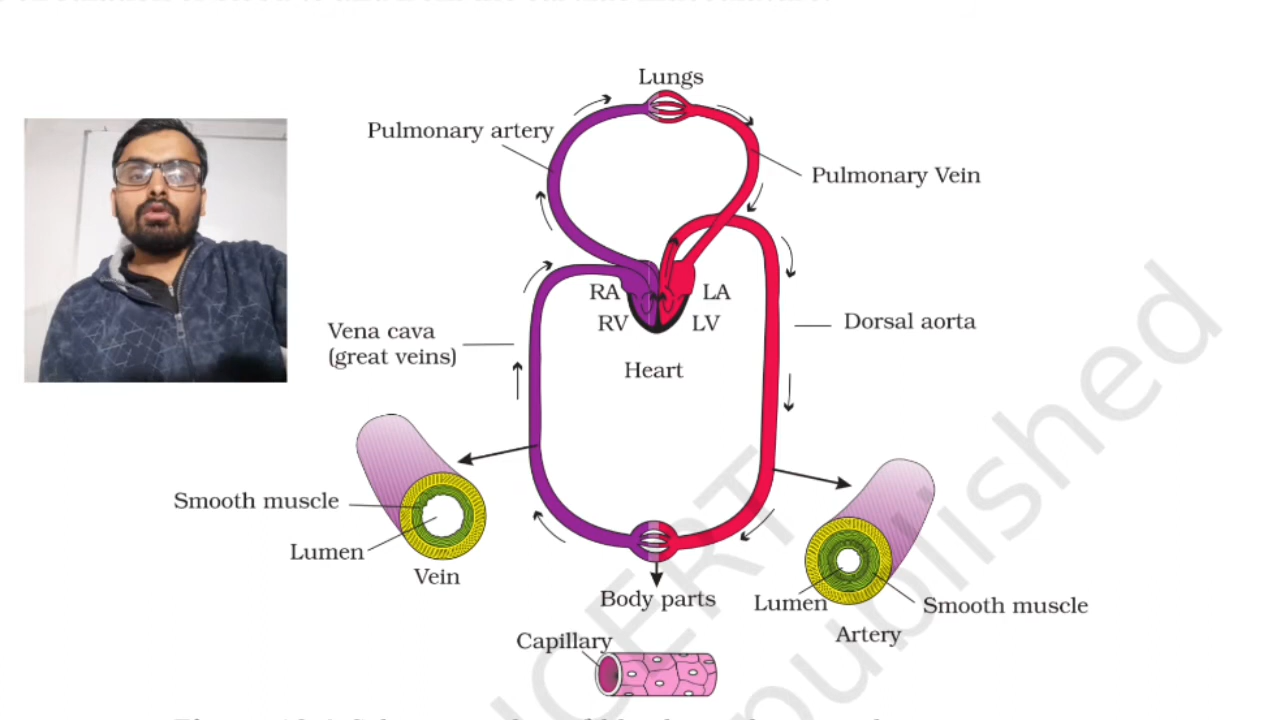 Lungs
Pulmonary artery
Pulmonary Vein
RA
LA
RV
LV
Heart
Vena cava
(great veins)
Dorsal aorta
Smooth muscle
Lumen
Vein
Body parts
Lumen
Smooth muscle
Artery
Capillary
published